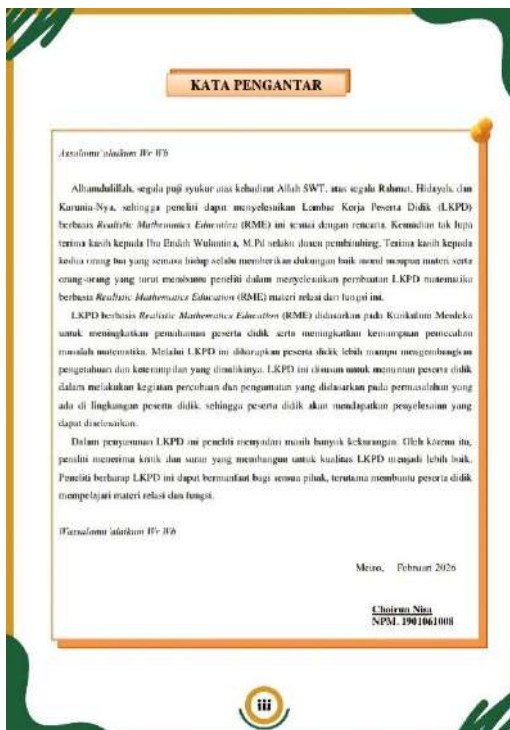 KATA PENGANTAR
Assalamu'alaikum Wr Wb
Alhamdulillah, segala puji syukur atas kehadirat Allah SWT, atas segala Rahmat, Hidayah, dan
Karunia-Nya, sehingga peneliti dapat menyelesaikan Lembar Kerja Peserta Didik (LKPD)
berbasis Realistic Mathematics Education (RME) ini sesuai dengan rencana. Kemudian tak lupa
terima kasih kepada Ibu Endah Wulantina, M.Pd selaku dosen pembimbing. Terima kasih kepada
kedua orang tua yang semasa hidup selalu memberikan dukungan baik moral maupun materi serta
orang-orang yang turut membantu peneliti dalam menyelesaikan pembuatan LKPD matematika
berbasis Realistic Mathematics Education (RME) materi relasi dan fungsi ini.
LKPD berbasis Realistic Mathematics Education (RME) didasarkan pada Kurikulum Merdeka
untuk meningkatkan pemahaman peserta didik serta meningkatkan kemampuan pemecahan
masalah matematika. Melalui LKPD ini diharapkan peserta didik lebih mampu mengembangkan
pengetahuan dan keterampilan yang dimilikinya. LKPD ini disusun untuk menuntun peserta didik
dalam melakukan kegiatan percobaan dan pengamatan yang didasarkan pada permasalahan yang
ada di lingkungan peserta didik, sehingga peserta didik akan mendapatkan penyelesaian yang
dapat diselesaikan.
Dalam penyusunan LKPD ini peneliti menyadari masih banyak kekurangan. Oleh karena itu,
peneliti menerima kritik dan saran yang membangun untuk kualitas LKPD menjadi lebih baik.
Peneliti berharap LKPD ini dapat bermanfaat bagi semua pihak, terutama membantu peserta didik
mempelajari materi relasi dan fungsi.
Wassalamu'alaikum Wr Wb
Metro, Februari 2026
Choirun Nisa
NPM. 1901061008
iii